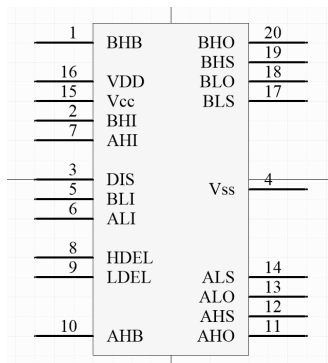 1 BHB BHO 20
BHS 19
16 VDD BLO 18
15 Vcc BLS 17
2 BHI
7 AHI
3 DIS
Vss 4
5 BLI
6 ALI
8 HDEL
9 LDEL ALS 14
ALO 13
AHS 12
10 AHB AHO 11